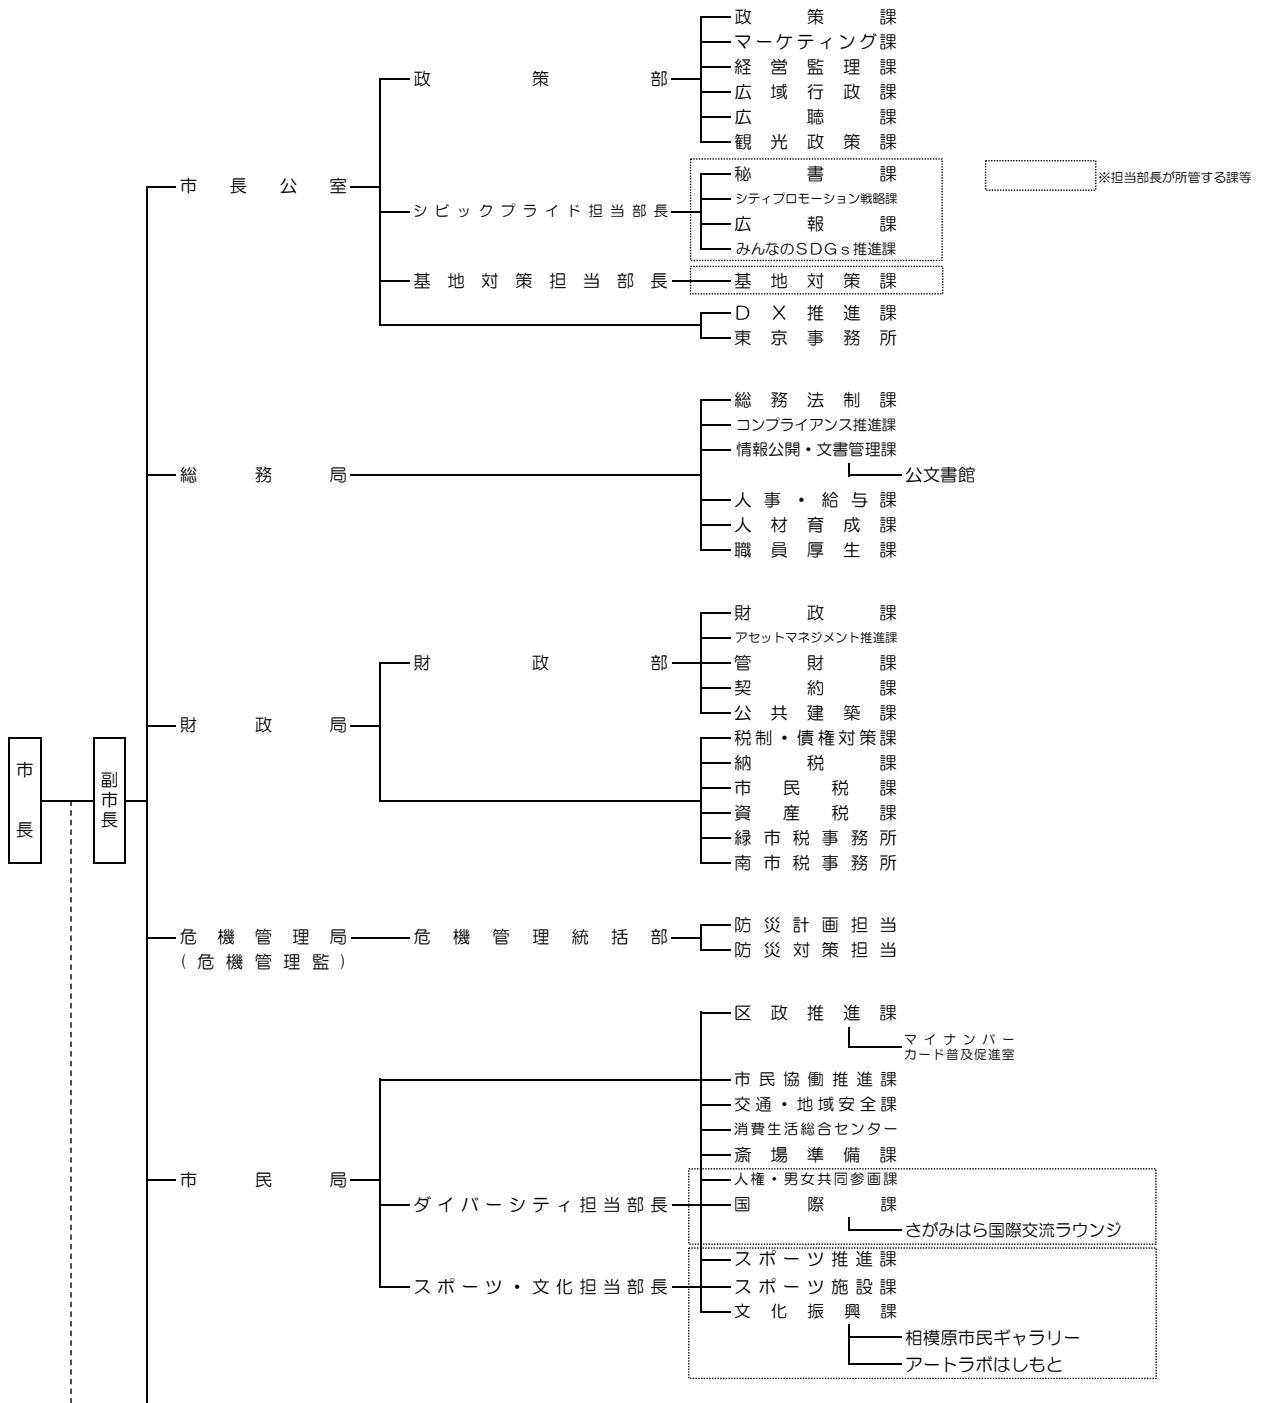 政策課
マーケティング課
経営監理課
政策部
広域行政課
広聴課
観光政策課
秘書課
※担当部長が所管する課等
市長公室
シティプロモーション戦略課
シビックプライド担当部長
広報課
みんなのSDGs推進課
基地対策担当部長
基地対策課
DX推進課
東京事務所
総務法制課
コンプライアンス推進課
情報公開・文書管理課
総務局
公文書館
人事・給与課
人材育成課
職員厚生課
財政課
アセットマネジメント推進課
財政部
管財課
契約課
公共建築課
財政局
税制・債権対策課
納税課
市民税課
資産税課
緑市税事務所
南市税事務所
市長
副市長
危機管理局
(危機管理監)
危機管理統括部
防災計画担当
防災対策担当
区政推進課
マイナンバー
カード普及促進室
市民協働推進課
交通・地域安全課
消費生活総合センター
斎場準備課
市民局
人権・男女共同参画課
ダイバーシティ担当部長
国際課
さがみはら国際交流ラウンジ
スポーツ推進課
スポーツ・文化担当部長
スポーツ施設課
文化振興課
相模原市民ギャラリー
アートラボはしもと